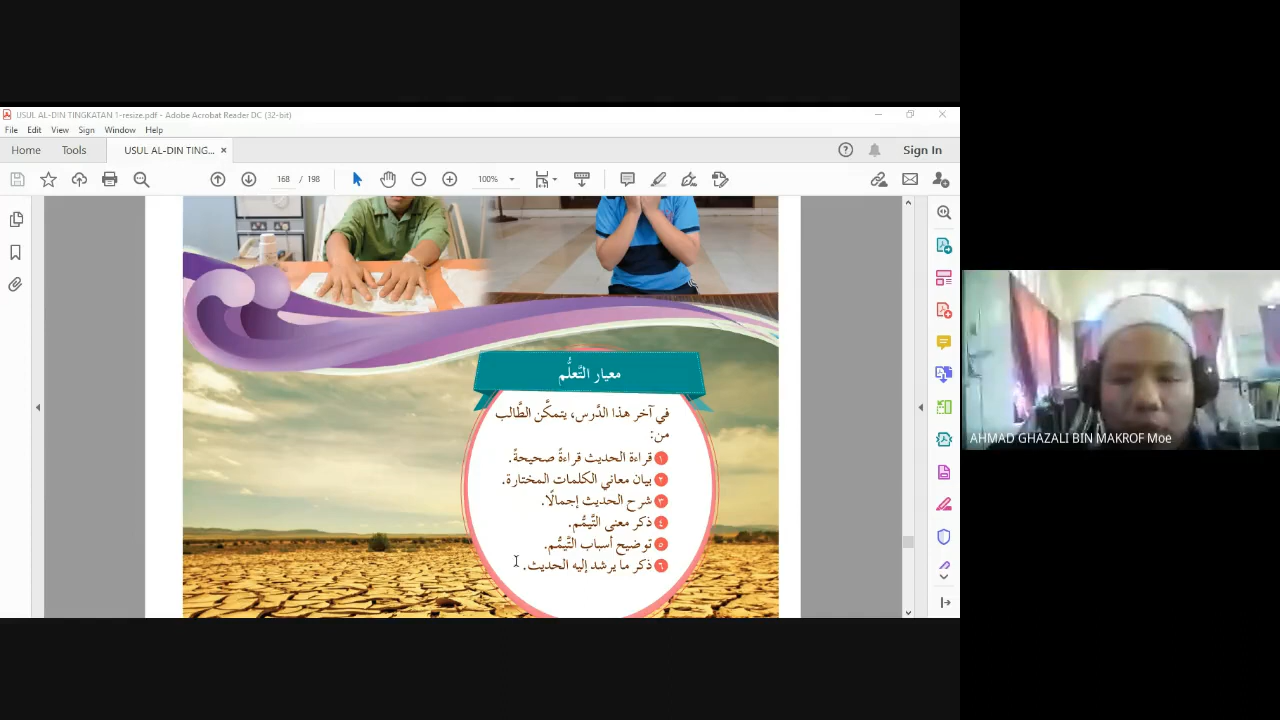 USUL AL-DIN TINGKATAN 1-resize.pdf - Adobe Acrobat Reader DC (32-bit)
File Edit View Sign Window Help
Home Tools USUL AL-DIN TING... × Sign In
168 / 198 100%
معيار التَّعلُّم
في آخر هذا الدَّرس، يتمكَّن الطَّالب
من:
١ قراءة الحديث قراءةً صحيحةً.
٢ بيان معاني الكلمات المختارة.
٣ شرح الحديث إجمالًا.
٤ ذكر معنى التَّيمُّم.
٥ توضيح أسباب التَّيمُّم.
٦ ذكر ما يرشد إليه الحديث.
AHMAD GHAZALI BIN MAKROF Moe